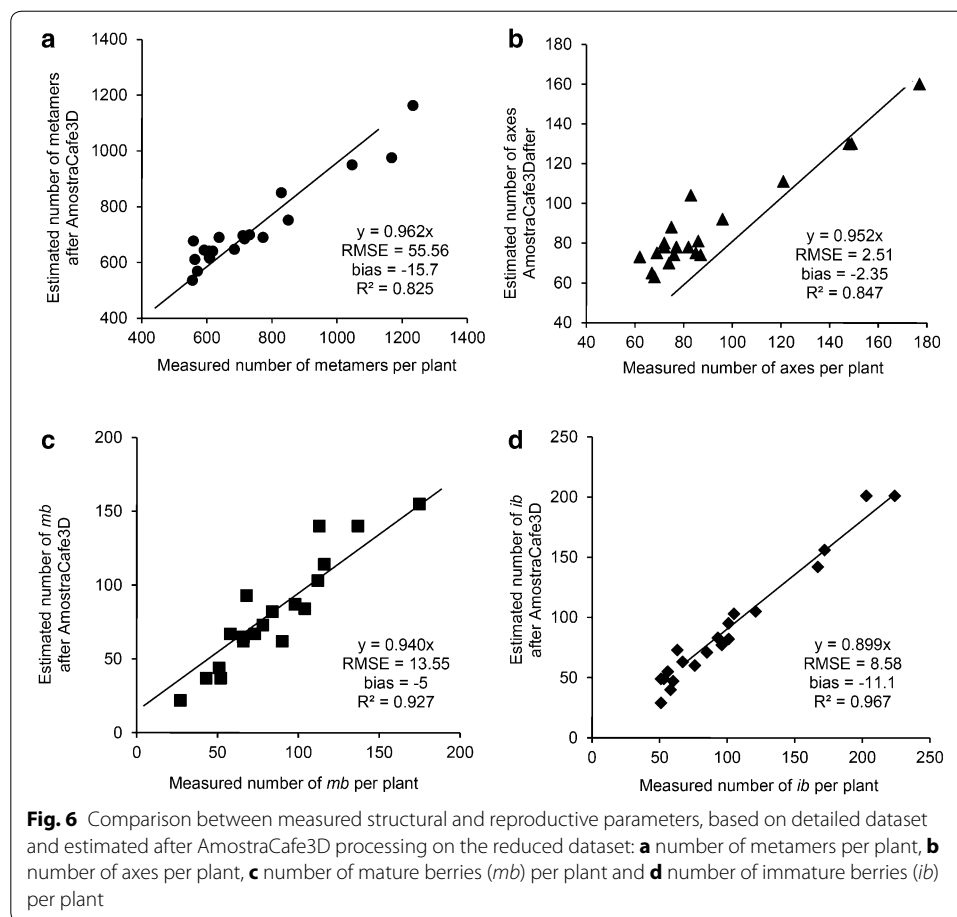 a
1400
1200
1000
800
600
400
400 600 800 1000 1200 1400
Estimated number of metamers
after AmostraCafe3D
Measured number of metamers per plant
y = 0.962x
RMSE = 55.56
bias = -15.7
R² = 0.825
b
180
160
140
120
100
80
60
40
40 60 80 100 120 140 160 180
Estimated number of axes
AmostraCafe3Dafter
Measured number of axes per plant
y = 0.952x
RMSE = 2.51
bias = -2.35
R² = 0.847
c
200
150
100
50
0
0 50 100 150 200
Estimated number of mb
after AmostraCafe3D
Measured number of mb per plant
y = 0.940x
RMSE = 13.55
bias = -5
R² = 0.927
d
250
200
150
100
50
0
0 50 100 150 200 250
Estimated number of ib
after AmostraCafe3D
Measured number of ib per plant
y = 0.899x
RMSE = 8.58
bias = -11.1
R² = 0.967
Fig. 6 Comparison between measured structural and reproductive parameters, based on detailed dataset
and estimated after AmostraCafe3D processing on the reduced dataset: a number of metamers per plant, b
number of axes per plant, c number of mature berries (mb) per plant and d number of immature berries (ib)
per plant